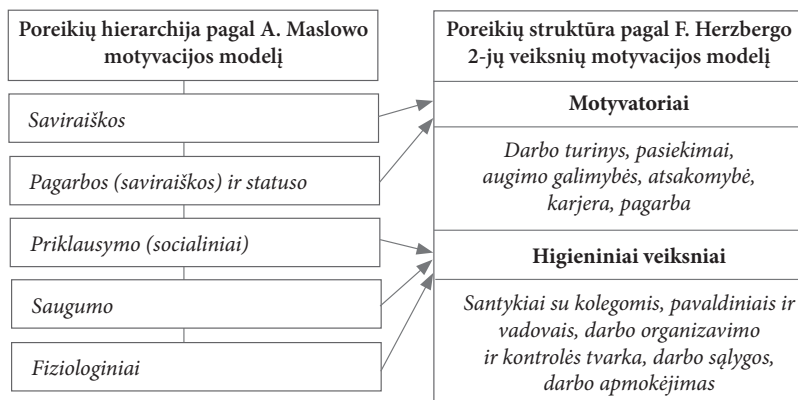 Poreikių hierarchija pagal A. Maslowo
motyvacijos modelį
Saviraiškos
Pagarbos (saviraiškos) ir statuso
Priklausymo (socialiniai)
Saugumo
Fiziologiniai
Poreikių struktūra pagal F. Herzbergo
2-jų veiksnių motyvacijos modelį
Motyvatoriai
Darbo turinys, pasiekimai,
augimo galimybės, atsakomybė,
karjera, pagarba
Higieniniai veiksniai
Santykiai su kolegomis, pavaldiniais ir
vadovais, darbo organizavimo
ir kontrolės tvarka, darbo sąlygos,
darbo apmokėjimas